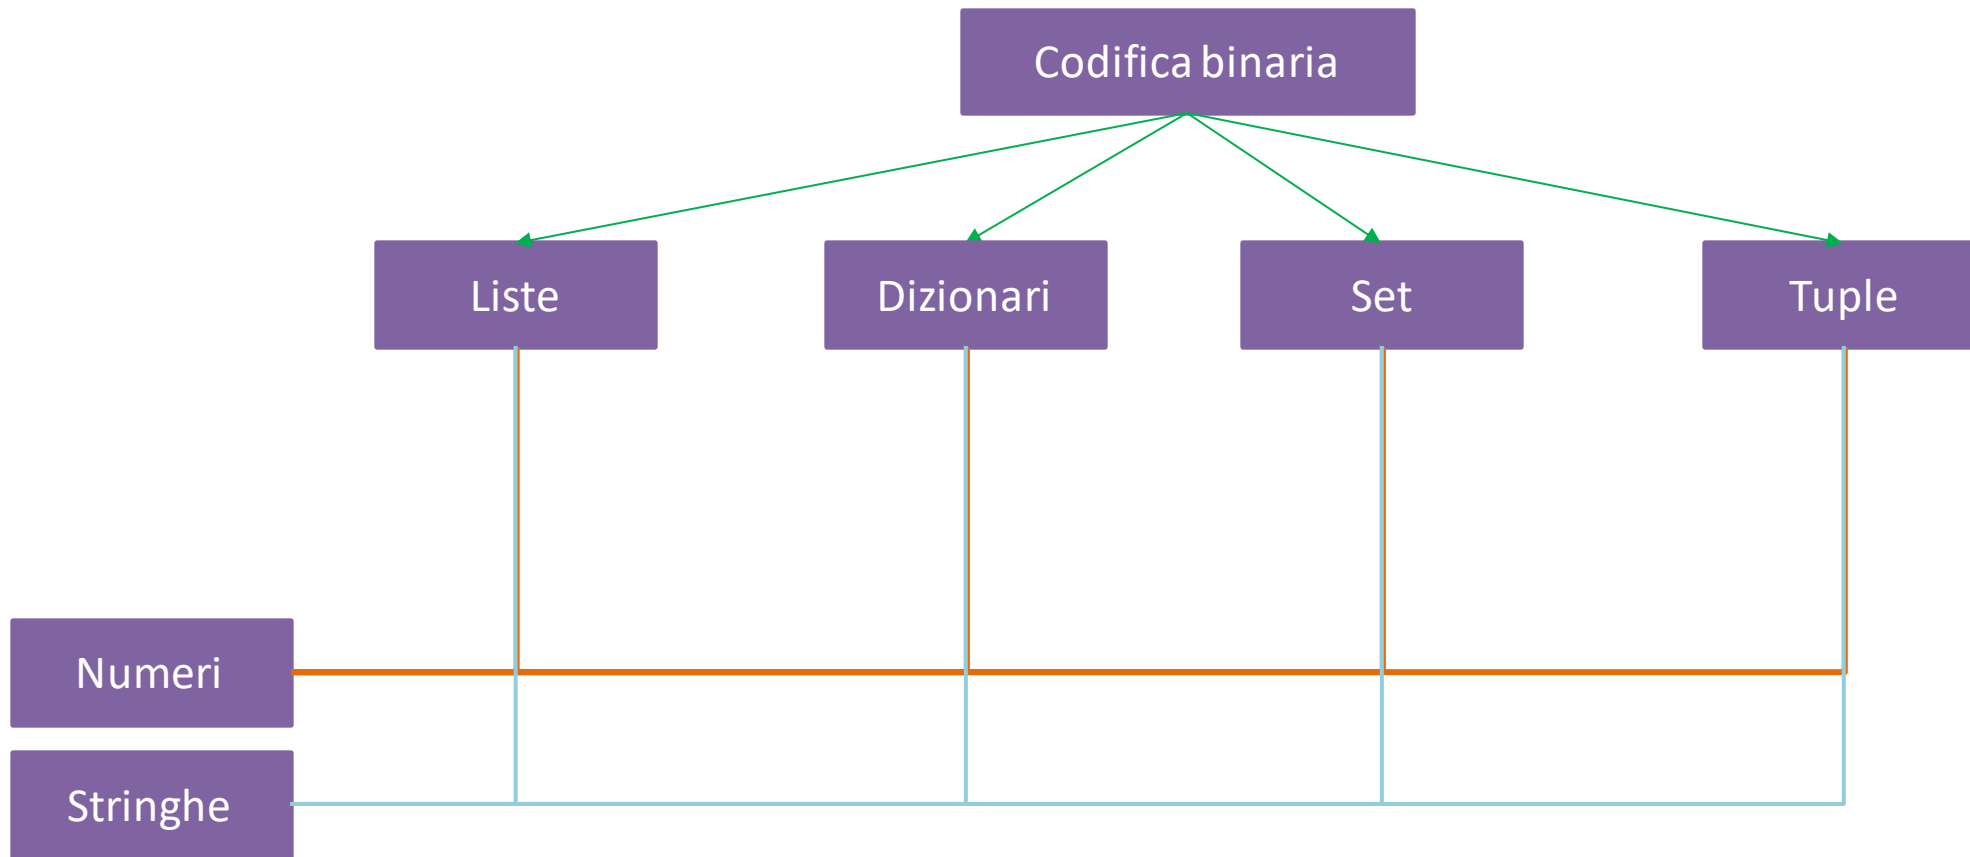 Codifica binaria
Liste
Dizionari
Set
Tuple
Numeri
Stringhe